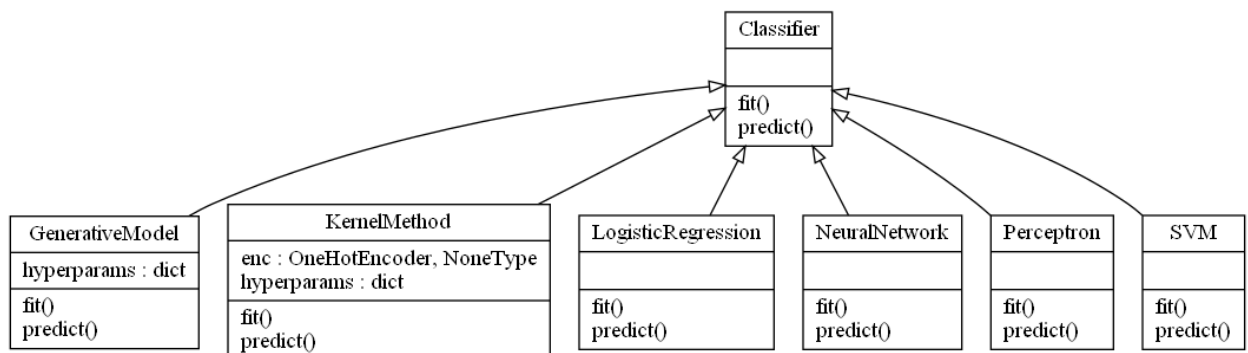 Classifier
fit()
predict()
GenerativeModel
hyperparams : dict
fit()
predict()
KernelMethod
enc : OneHotEncoder, NoneType
hyperparams : dict
fit()
predict()
LogisticRegression
fit()
predict()
NeuralNetwork
fit()
predict()
Perceptron
fit()
predict()
SVM
fit()
predict()